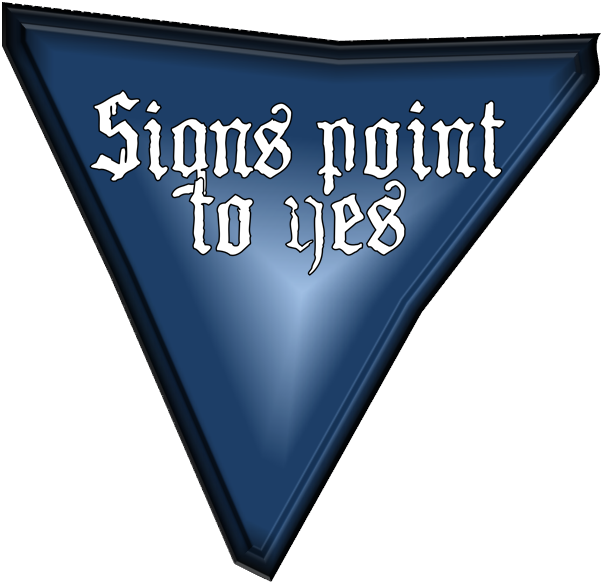 Signs point
to yes